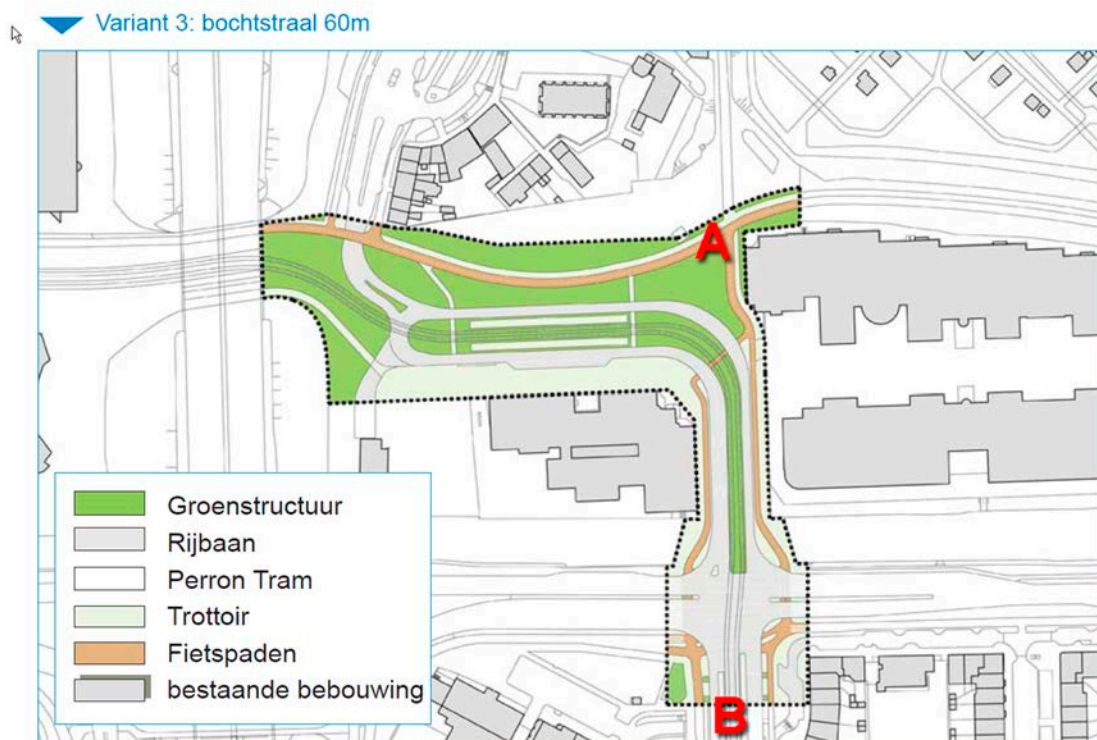 Variant 3: bochtstraal 60m
A
Groenstructuur
Rijbaan
Perron Tram
Trottoir
Fietspaden
bestaande bebouwing
B